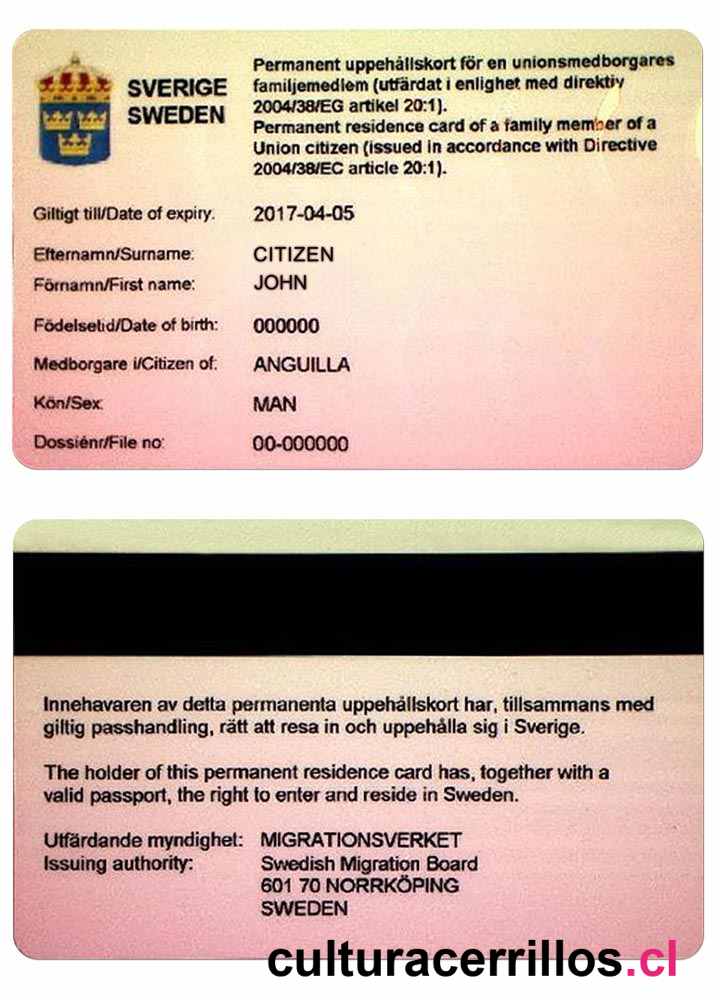 SVERIGE
SWEDEN
Permanent uppehållskort för en unionsmedborgares
familjemedlem (utfärdat i enlighet med direktiv
2004/38/EG artikel 20:1).
Permanent residence card of a family member of a
Union citizen (issued in accordance with Directive
2004/38/EC article 20:1).
Giltigt till/Date of expiry: 2017-04-05
Efternamn/Surname: CITIZEN
Förnamn/First name: JOHN
Födelsetid/Date of birth: 000000
Medborgare i/Citizen of: ANGUILLA
Kön/Sex: MAN
Dossiénr/File no: 00-000000
Innehavaren av detta permanenta uppehållskort har, tillsammans med
giltig passhandling, rätt att resa in och uppehålla sig i Sverige.
The holder of this permanent residence card has, together with a
valid passport, the right to enter and reside in Sweden.
Utfärdande myndighet: MIGRATIONSVERKET
Issuing authority: Swedish Migration Board
601 70 NORRKÖPING
SWEDEN
culturacerrillos.cl